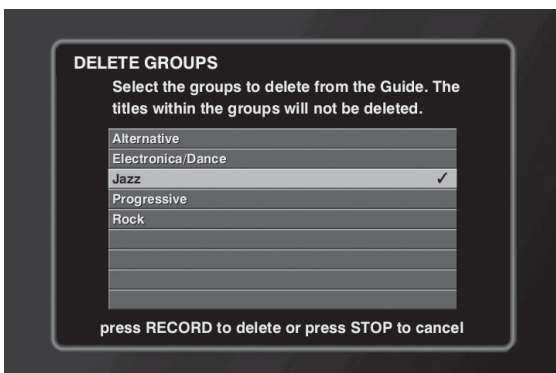 DELETE GROUPS
Select the groups to delete from the Guide. The
titles within the groups will not be deleted.
Alternative
Electronica/Dance
Jazz ✓
Progressive
Rock
press RECORD to delete or press STOP to cancel